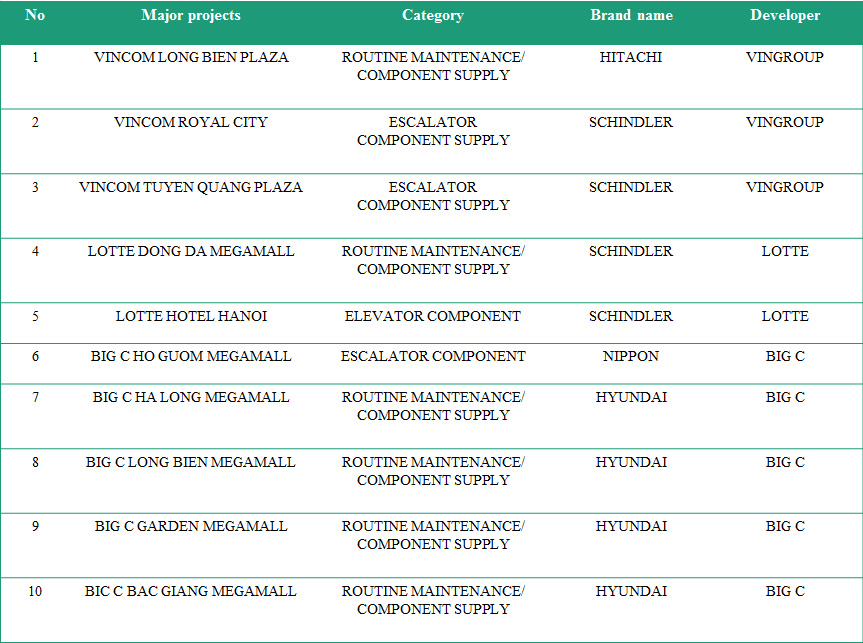 No Major projects Category Brand name Developer
1 VINCOM LONG BIEN PLAZA ROUTINE MAINTENANCE/ HITACHI VINGROUP
COMPONENT SUPPLY
2 VINCOM ROYAL CITY ESCALATOR SCHINDLER VINGROUP
COMPONENT SUPPLY
3 VINCOM TUYEN QUANG PLAZA ESCALATOR SCHINDLER VINGROUP
COMPONENT SUPPLY
4 LOTTE DONG DA MEGAMALL ROUTINE MAINTENANCE/ SCHINDLER LOTTE
COMPONENT SUPPLY
5 LOTTE HOTEL HANOI ELEVATOR COMPONENT SCHINDLER LOTTE
6 BIG C HO GUOM MEGAMALL ESCALATOR COMPONENT NIPPON BIG C
7 BIG C HA LONG MEGAMALL ROUTINE MAINTENANCE/ HYUNDAI BIG C
COMPONENT SUPPLY
8 BIG C LONG BIEN MEGAMALL ROUTINE MAINTENANCE/ HYUNDAI BIG C
COMPONENT SUPPLY
9 BIG C GARDEN MEGAMALL ROUTINE MAINTENANCE/ HYUNDAI BIG C
COMPONENT SUPPLY
10 BIC C BAC GIANG MEGAMALL ROUTINE MAINTENANCE/ HYUNDAI BIG C
COMPONENT SUPPLY